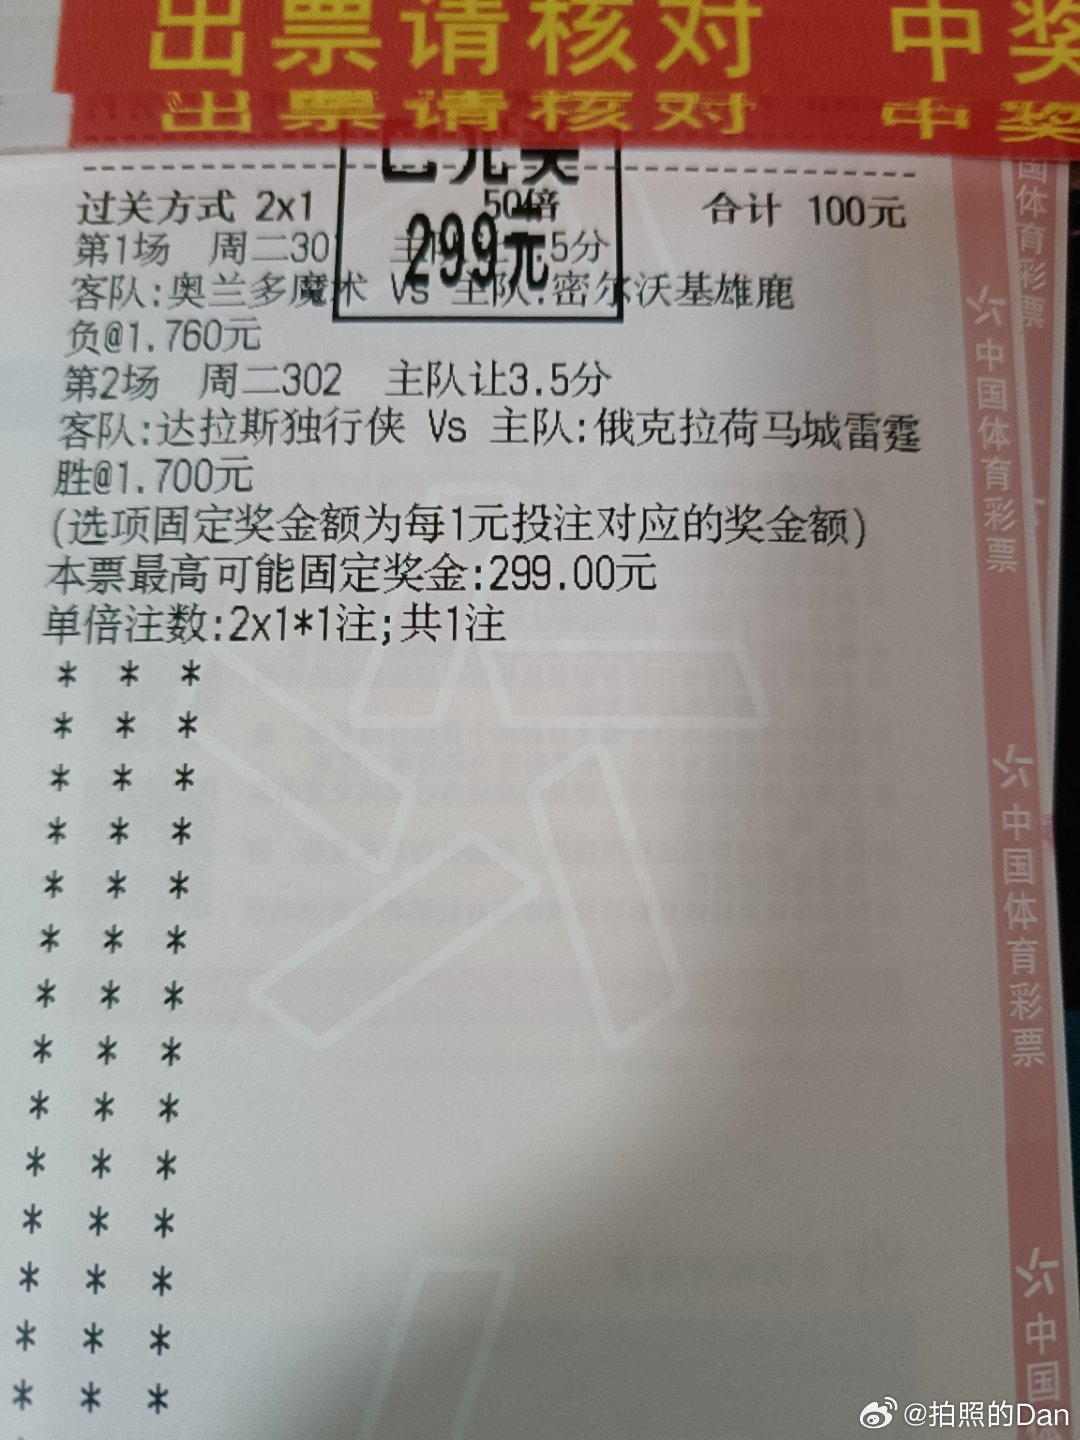 出票请核对 中奖
出票请核对 中奖
已兑奖
299元
过关方式 2x1 50倍 合计 100元
第1场 周二30 主队 .5分
客队:奥兰多魔术 Vs 主队:密尔沃基雄鹿
负@1.760元
第2场 周二302 主队让3.5分
客队:达拉斯独行侠 Vs 主队:俄克拉荷马城雷霆
胜@1.700元
(选项固定奖金额为每1元投注对应的奖金额)
本票最高可能固定奖金:299.00元
单倍注数:2x1*1注;共1注
* * *
* * *
* * *
* * *
* * *
* * *
* * *
* * *
* * *
* * *
* * *
* * *
* * *
* * *
国体育彩票
中国体育彩票
中国体育彩票
中国体
@拍照的Dan